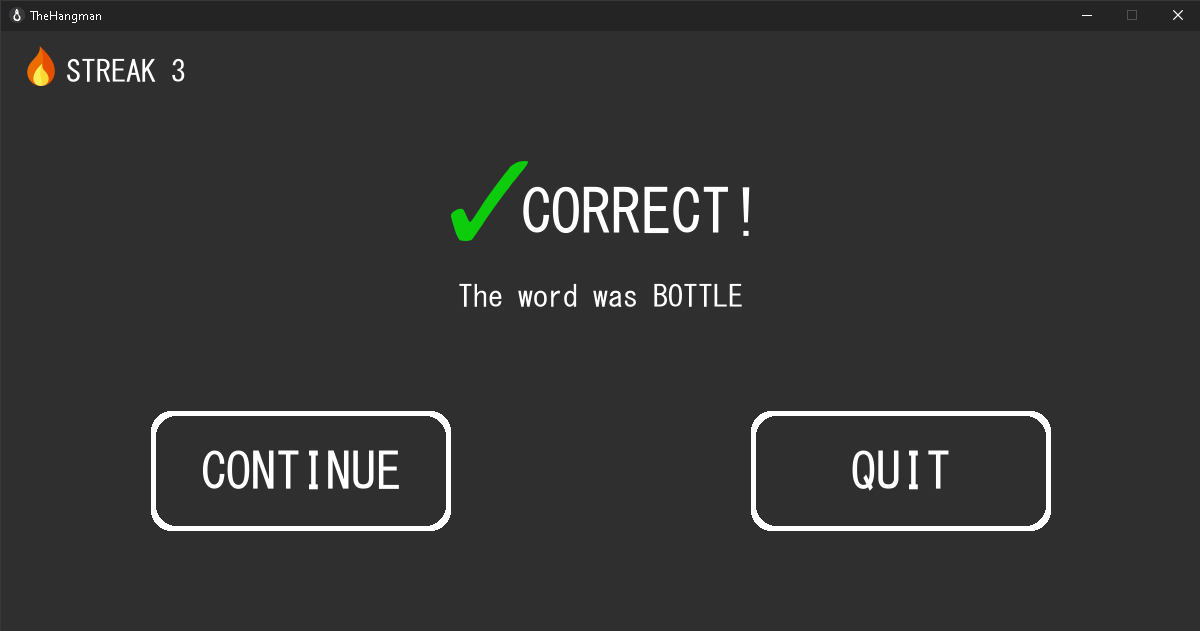 TheHangman
STREAK 3
CORRECT!
The word was BOTTLE
CONTINUE
QUIT